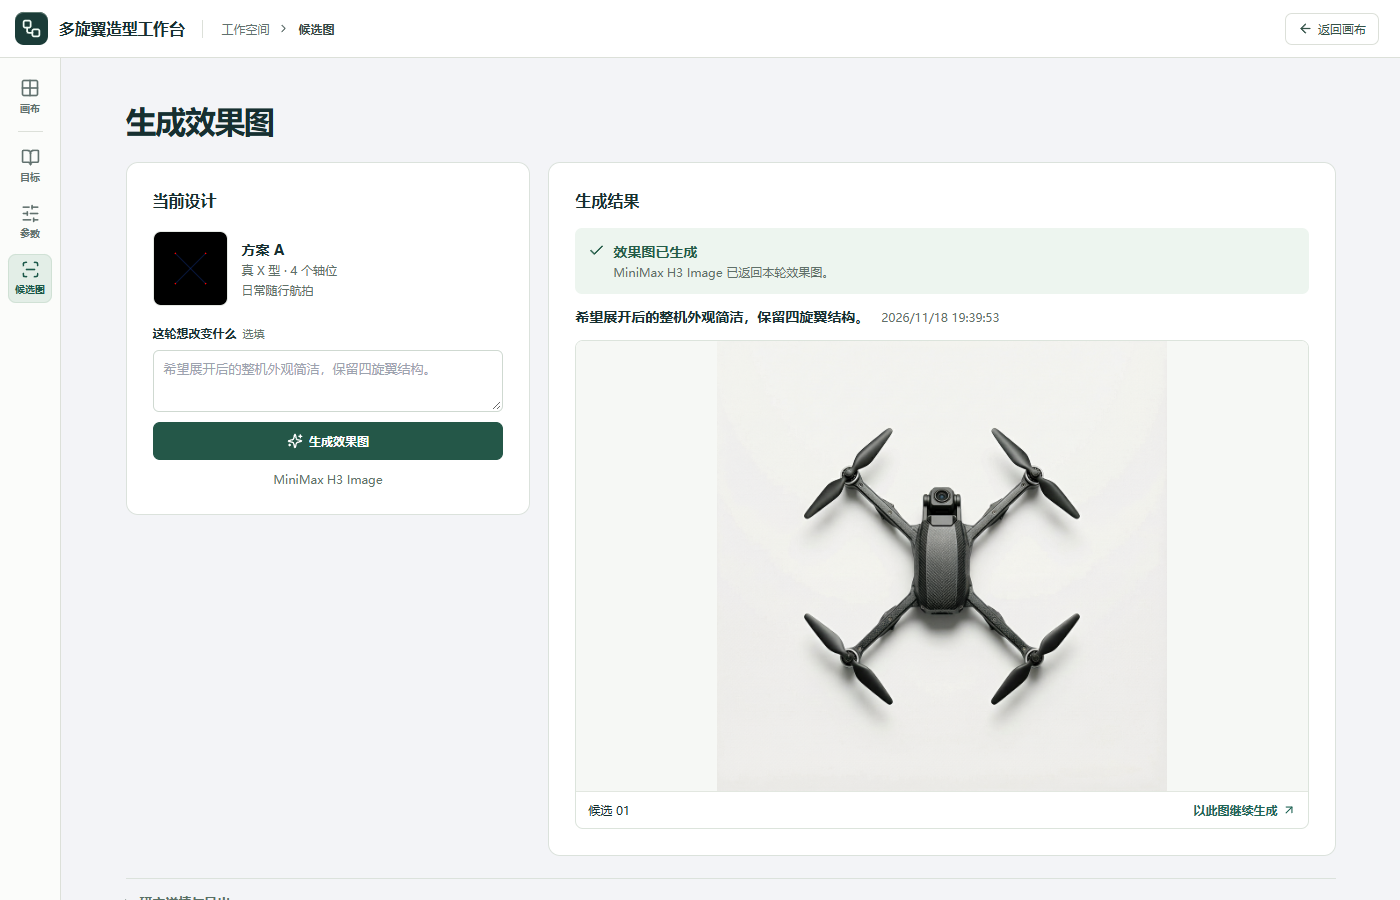 多旋翼造型工作台
工作空间 > 候选图
返回画布
画布
目标
参数
候选图
生成效果图
当前设计
方案 A
真 X 型 · 4 个轴位
日常随行航拍
这轮想改变什么 选填
希望展开后的整机外观简洁，保留四旋翼结构。
生成效果图
MiniMax H3 Image
生成结果
效果图已生成
MiniMax H3 Image 已返回本轮效果图。
希望展开后的整机外观简洁，保留四旋翼结构。 2026/11/18 19:39:53
候选 01
以此图继续生成